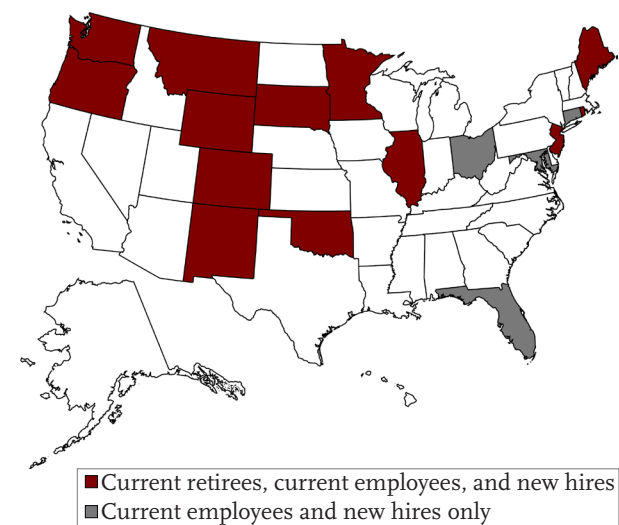 Current retirees, current employees, and new hires
Current employees and new hires only